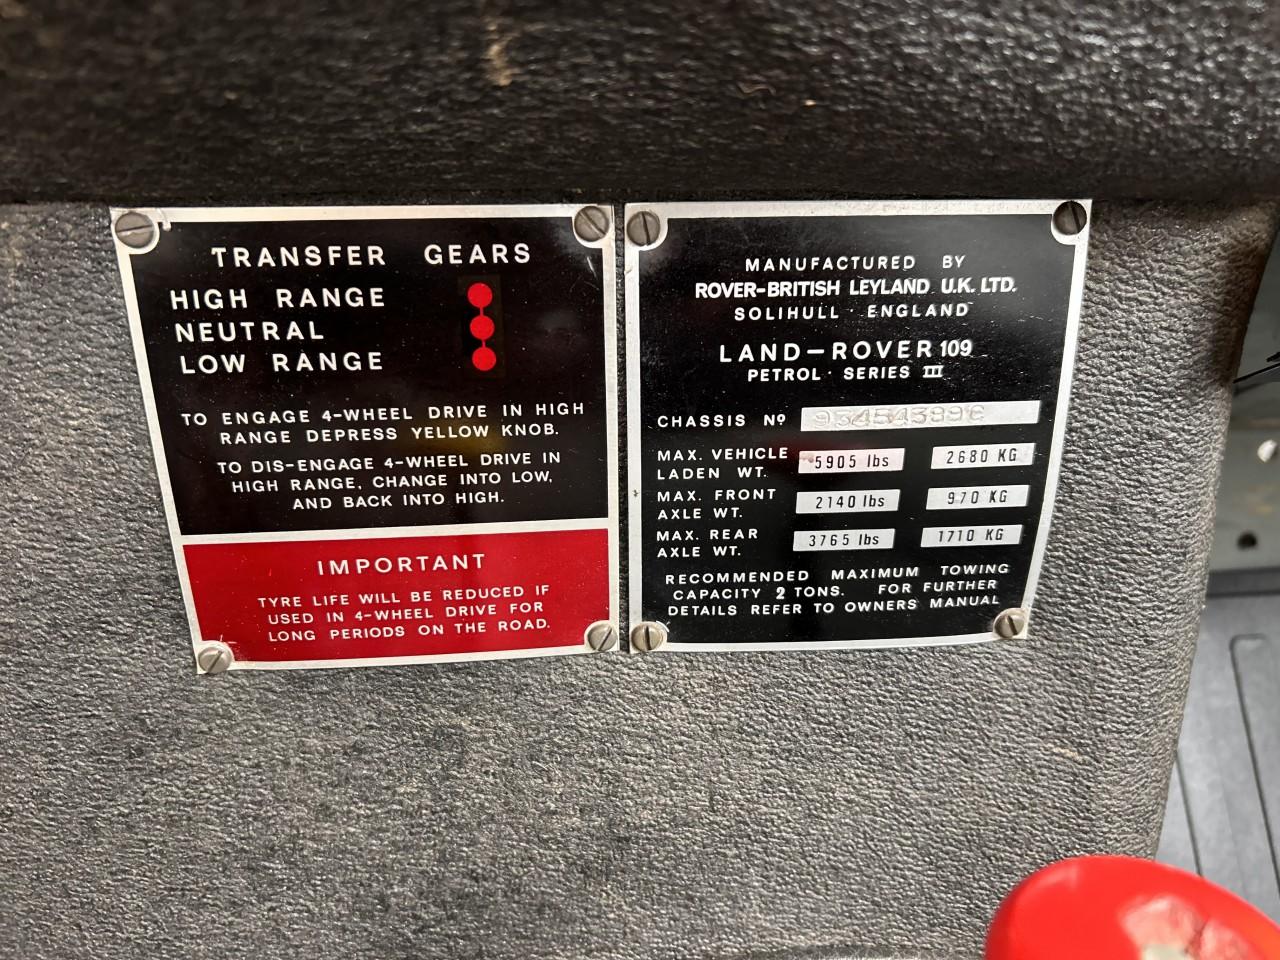 TRANSFER GEARS
HIGH RANGE
NEUTRAL
LOW RANGE
TO ENGAGE 4-WHEEL DRIVE IN HIGH
RANGE DEPRESS YELLOW KNOB.
TO DIS-ENGAGE 4-WHEEL DRIVE IN
HIGH RANGE, CHANGE INTO LOW,
AND BACK INTO HIGH.
IMPORTANT
TYRE LIFE WILL BE REDUCED IF
USED IN 4-WHEEL DRIVE FOR
LONG PERIODS ON THE ROAD.
MANUFACTURED BY
ROVER-BRITISH LEYLAND U.K. LTD.
SOLIHULL · ENGLAND
LAND-ROVER 109
PETROL · SERIES III
CHASSIS Nº
MAX. VEHICLE LADEN WT. 5905 lbs 2680 KG
MAX. FRONT AXLE WT. 2140 lbs 970 KG
MAX. REAR AXLE WT. 3765 lbs 1710 KG
RECOMMENDED MAXIMUM TOWING
CAPACITY 2 TONS. FOR FURTHER
DETAILS REFER TO OWNERS MANUAL